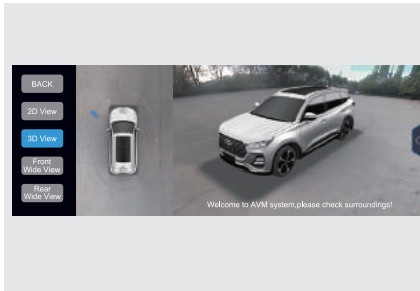 BACK
2D View
3D View
Front
Wide View
Rear
Wide View
Welcome to AVM system,please check surroundings!